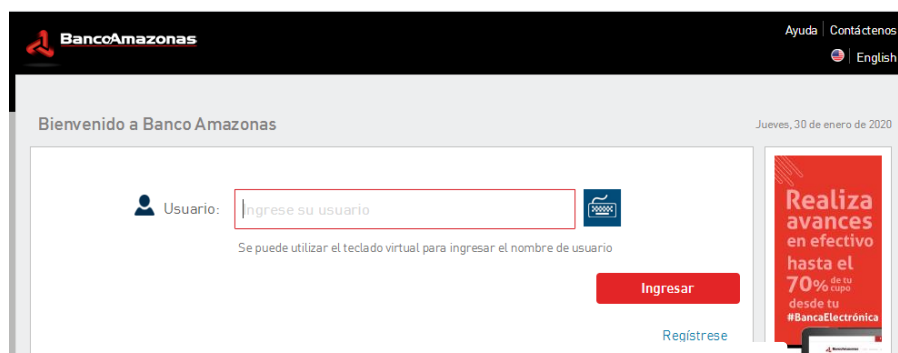 BancoAmazonas
Ayuda
Contáctenos
English
Bienvenido a Banco Amazonas
Jueves, 30 de enero de 2020
Usuario:
Ingrese su usuario
Se puede utilizar el teclado virtual para ingresar el nombre de usuario
Ingresar
Regístrese
Realiza
avances
en efectivo
hasta el
70% de tu cupo
desde tu
#BancaElectrónica